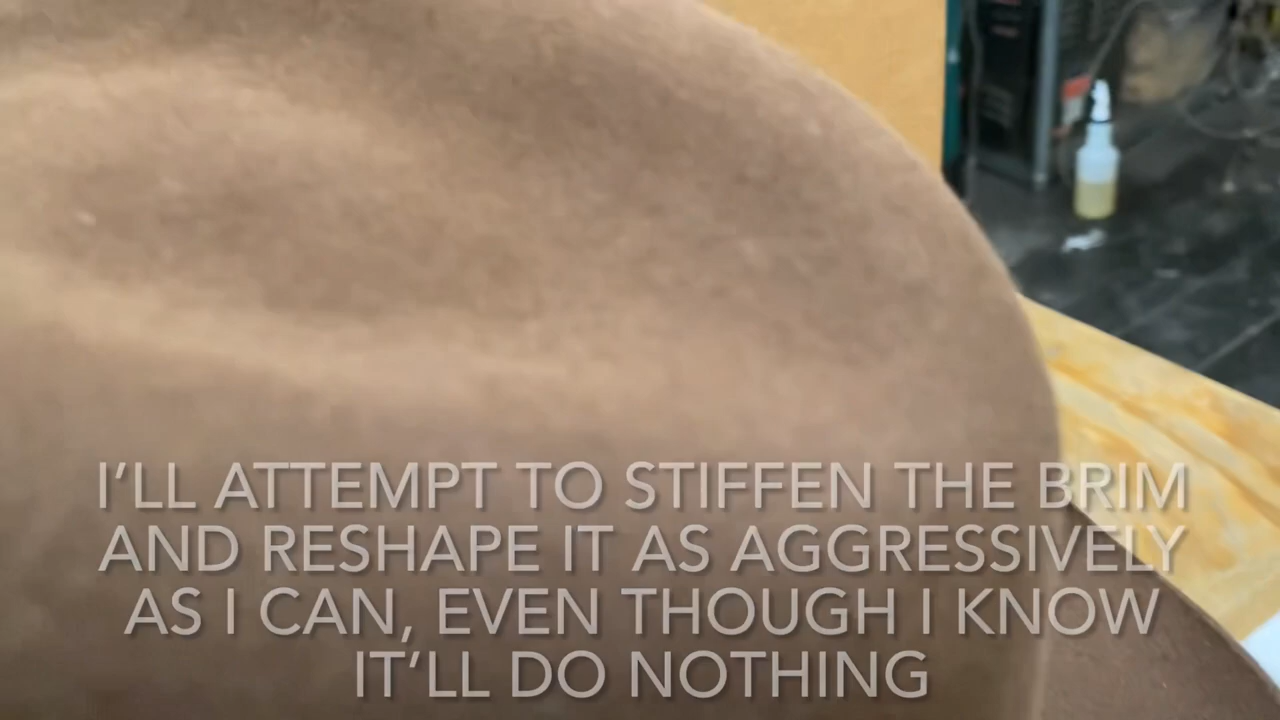 I’LL ATTEMPT TO STIFFEN THE BRIM
AND RESHAPE IT AS AGGRESSIVELY
AS I CAN, EVEN THOUGH I KNOW
IT’LL DO NOTHING